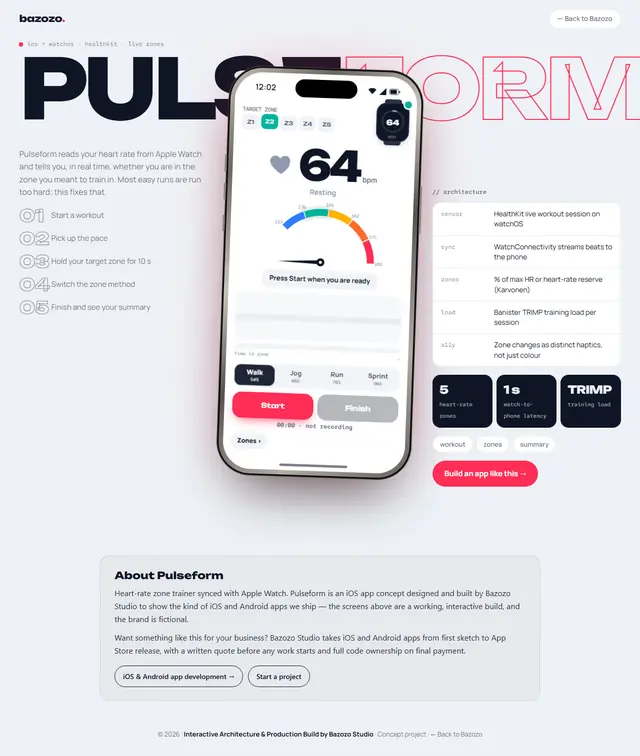 bazozo.
← Back to Bazozo
ios + watchos · healthkit · live zones
PULSEFORM
Pulseform reads your heart rate from Apple Watch
and tells you, in real time, whether you are in the
zone you meant to train in. Most easy runs are run
too hard; this fixes that.
01 Start a workout
02 Pick up the pace
03 Hold your target zone for 10 s
04 Switch the zone method
05 Finish and see your summary
12:02
TARGET ZONE
Z1 Z2 Z3 Z4 Z5
64
64
bpm
Resting
Press Start when you are ready
Time in zone
Walk
Jog
Run
Sprint
Start
Finish
00:00 · not recording
Zones ›
// architecture
sensor HealthKit live workout session on
watchOS
sync WatchConnectivity streams beats to
the phone
zones % of max HR or heart-rate reserve
(Karvonen)
load Banister TRIMP training load per
session
a11y Zone changes as distinct haptics,
not just colour
5
heart-rate
zones
1s
watch-to-
phone latency
TRIMP
training load
workout zones summary
Build an app like this →
About Pulseform
Heart-rate zone trainer synced with Apple Watch. Pulseform is an iOS app concept designed and built by Bazozo
Studio to show the kind of iOS and Android apps we ship — the screens above are a working, interactive build, and
the brand is fictional.
Want something like this for your business? Bazozo Studio takes iOS and Android apps from first sketch to App
Store release, with a written quote before any work starts and full code ownership on final payment.
iOS & Android app development →
Start a project
© 2026 · Interactive Architecture & Production Build by Bazozo Studio · Concept project · ← Back to Bazozo